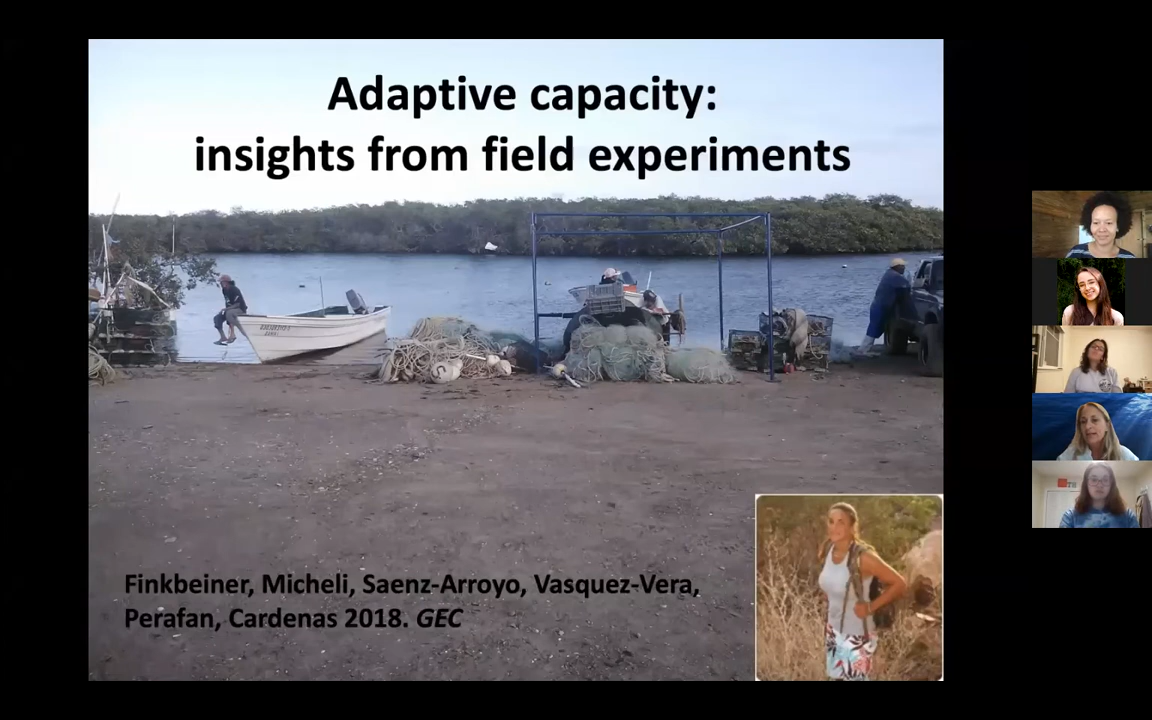 Adaptive capacity:
insights from field experiments
Finkbeiner, Micheli, Saenz-Arroyo, Vasquez-Vera,
Perafan, Cardenas 2018. GEC